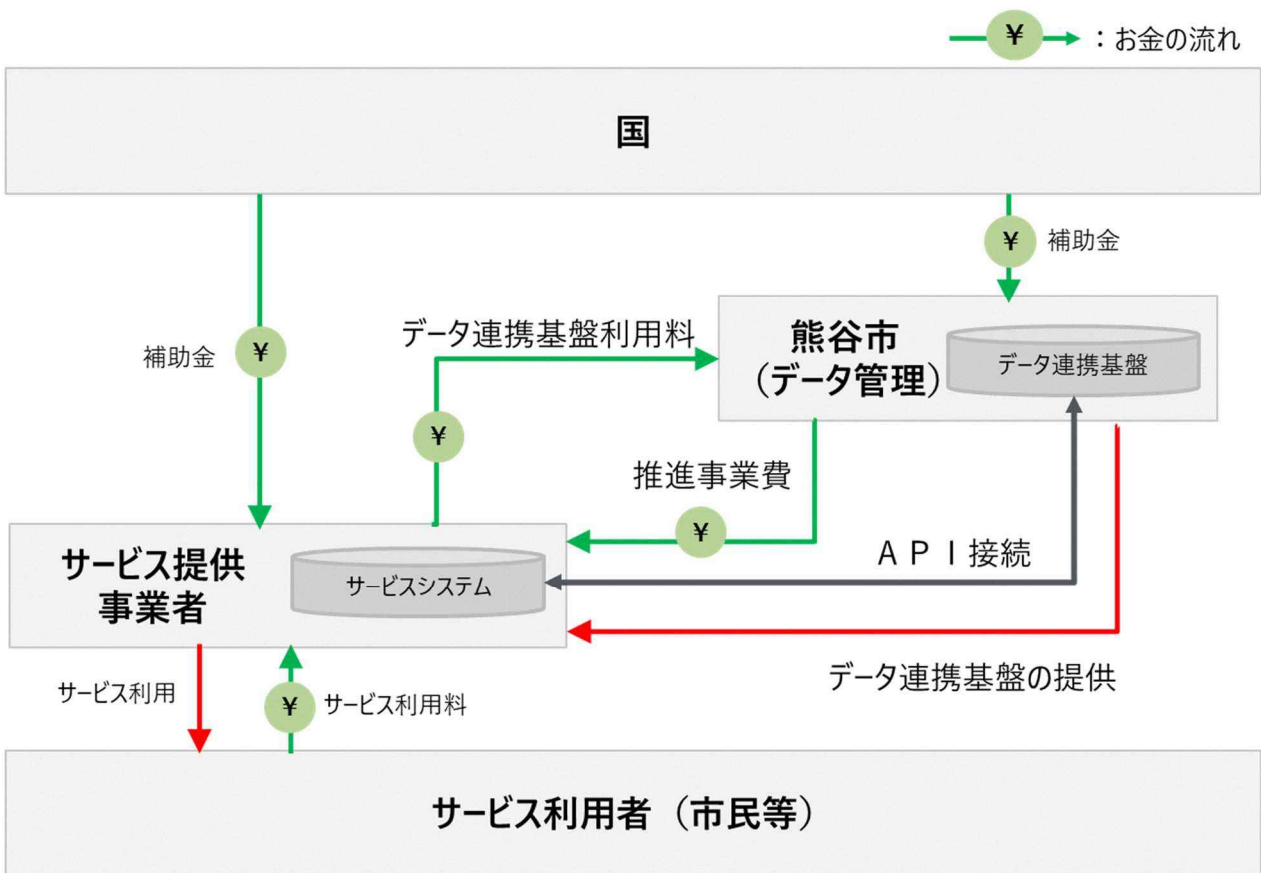 ¥ :お金の流れ
国
¥ 補助金
補助金 ¥
データ連携基盤利用料
¥
熊谷市
(データ管理)
データ連携基盤
推進事業費
¥
サービス提供
事業者
サービスシステム
API接続
サービス利用
¥ サービス利用料
データ連携基盤の提供
サービス利用者(市民等)